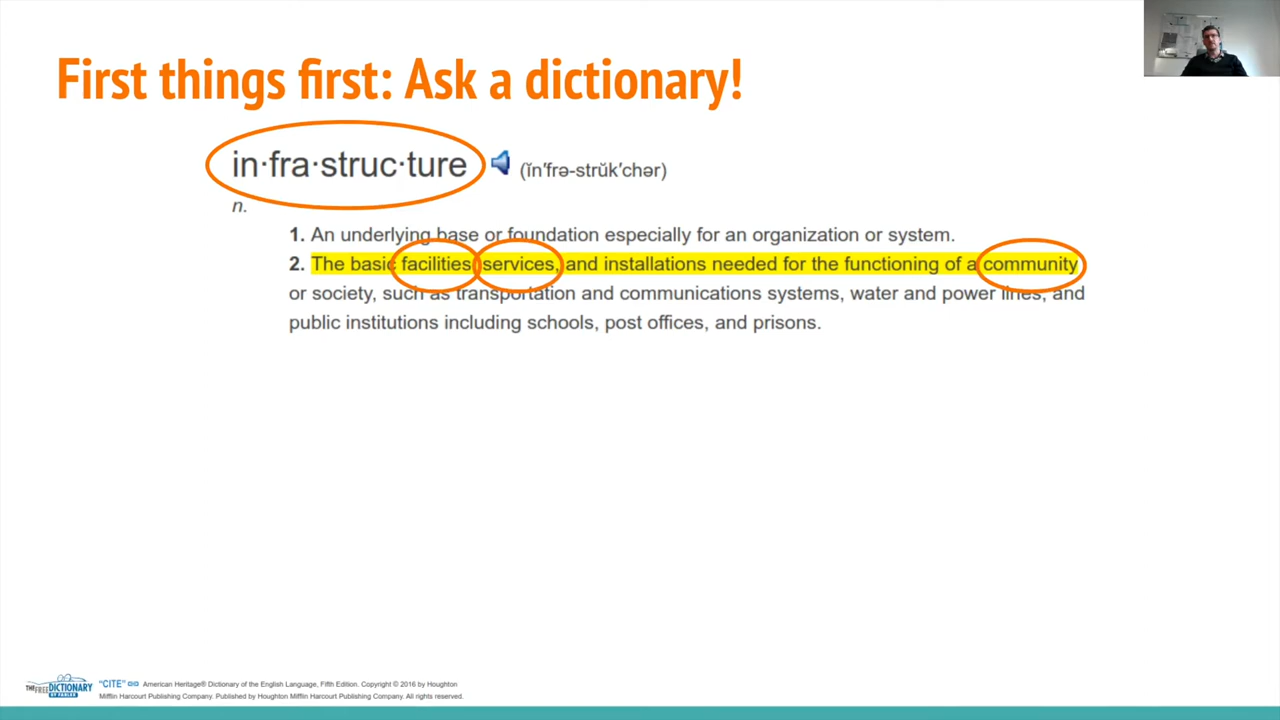 First things first: Ask a dictionary!
in·fra·struc·ture (ĭn′frə-strŭk′chər)
n.
1. An underlying base or foundation especially for an organization or system.
2. The basic facilities, services, and installations needed for the functioning of a community
or society, such as transportation and communications systems, water and power lines, and
public institutions including schools, post offices, and prisons.
THE FREE DICTIONARY BY FARLEX
"CITE" American Heritage® Dictionary of the English Language, Fifth Edition. Copyright © 2016 by Houghton
Mifflin Harcourt Publishing Company. Published by Houghton Mifflin Harcourt Publishing Company. All rights reserved.